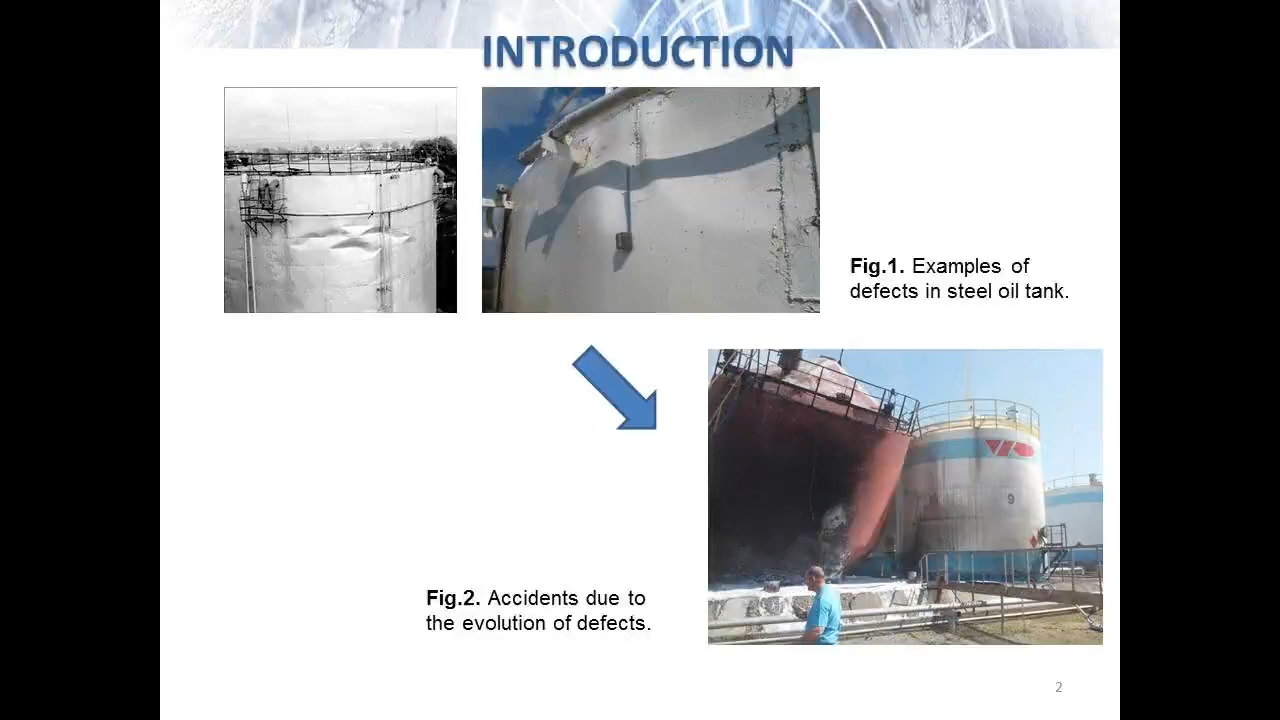 INTRODUCTION
Fig.1. Examples of
defects in steel oil tank.
9
Fig.2. Accidents due to
the evolution of defects.
2